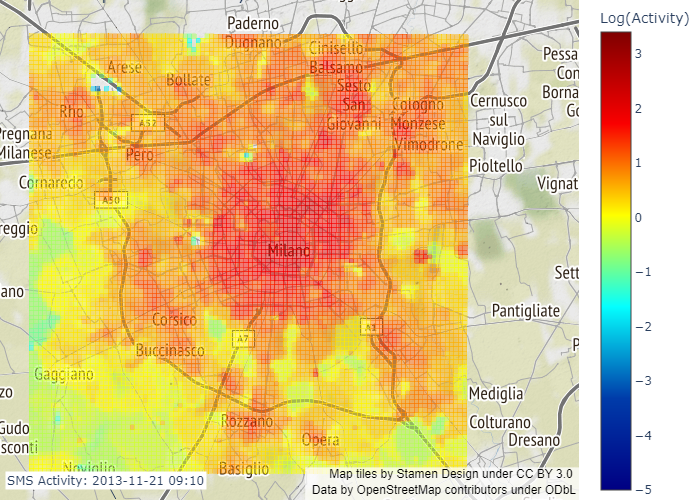 Paderno
Log(Activity)
Dugnano
Cinisello
Balsamo
Arese
Bollate
Sesto
San
Giovanni
Cologno
Monzese
Vimodrone
Cernusco
sul
Naviglio
Pioltello
Rho
A52
Pregnana
Milanese
Pero
Cornaredo
A50
reggio
Milano
ano
Corsico
Buccinasco
A7
A1
Pantigliate
Gaggiano
Mediglia
Colturano
Dresano
Rozzano
Opera
zo
Gudo
sconti
Noviglio
Basiglio
Pessa
Con
Borna
Go
Vignat
Sett
P
3
2
1
0
−1
−2
−3
−4
−5
SMS Activity: 2013-11-21 09:10
Map tiles by Stamen Design under CC BY 3.0
Data by OpenStreetMap contributors under ODbL